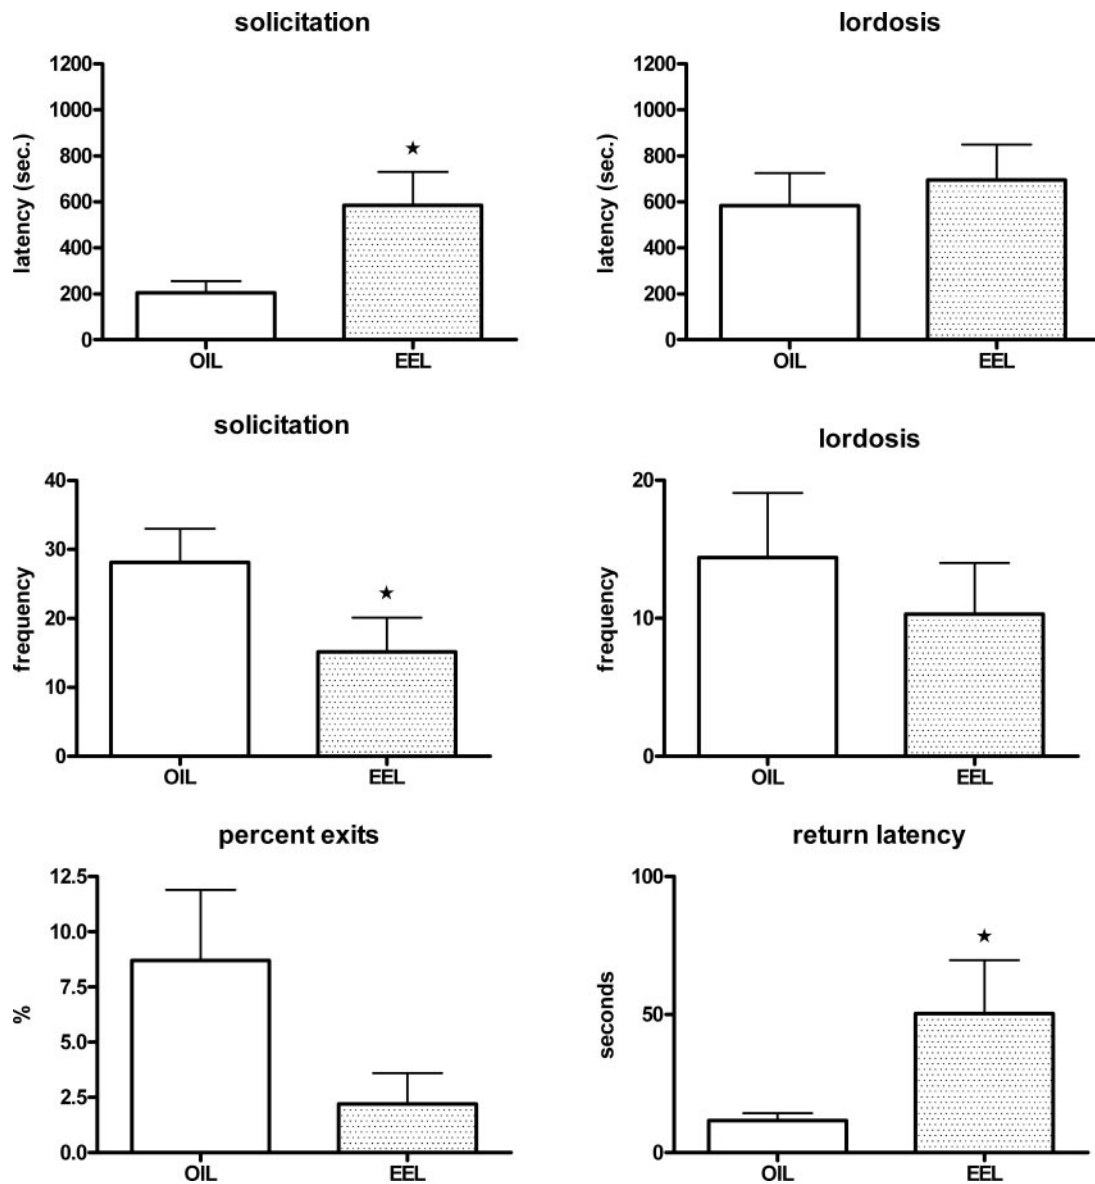 solicitation
latency (sec.)
1200
1000
800
600
400
200
0
★
OIL
EEL
lordosis
latency (sec.)
1200
1000
800
600
400
200
0
OIL
EEL
solicitation
frequency
40
30
20
10
0
★
OIL
EEL
lordosis
frequency
20
10
0
OIL
EEL
percent exits
%
12.5
10.0
7.5
5.0
2.5
0.0
OIL
EEL
return latency
seconds
100
50
0
★
OIL
EEL